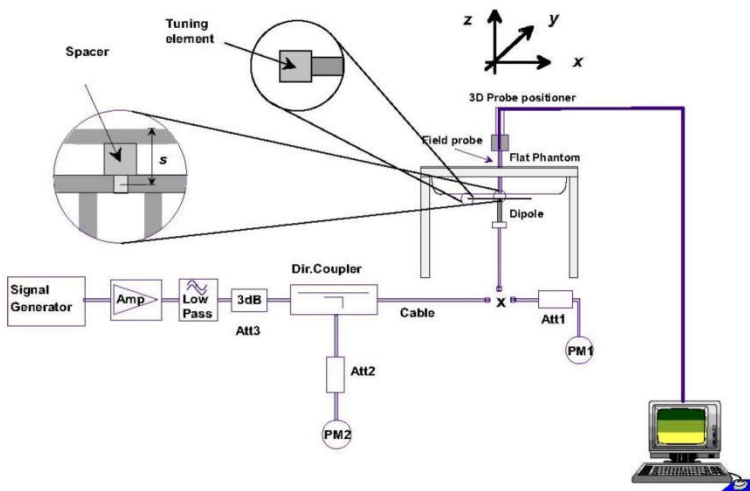 Tuning
element
Spacer
s
z
y
x
3D Probe positioner
Field probe
Flat Phantom
Dipole
Dir.Coupler
Signal
Generator
Amp
Low
Pass
3dB
Att3
Cable
x
Att1
PM1
Att2
PM2